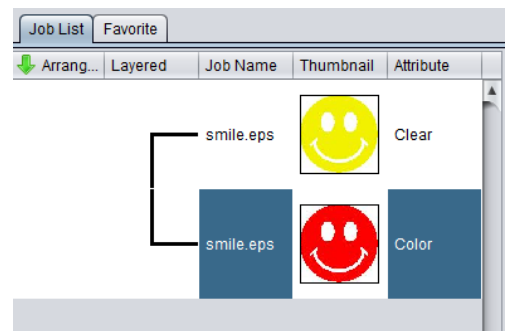 Job List Favorite
Arrang... Layered Job Name Thumbnail Attribute
smile.eps Clear
smile.eps Color